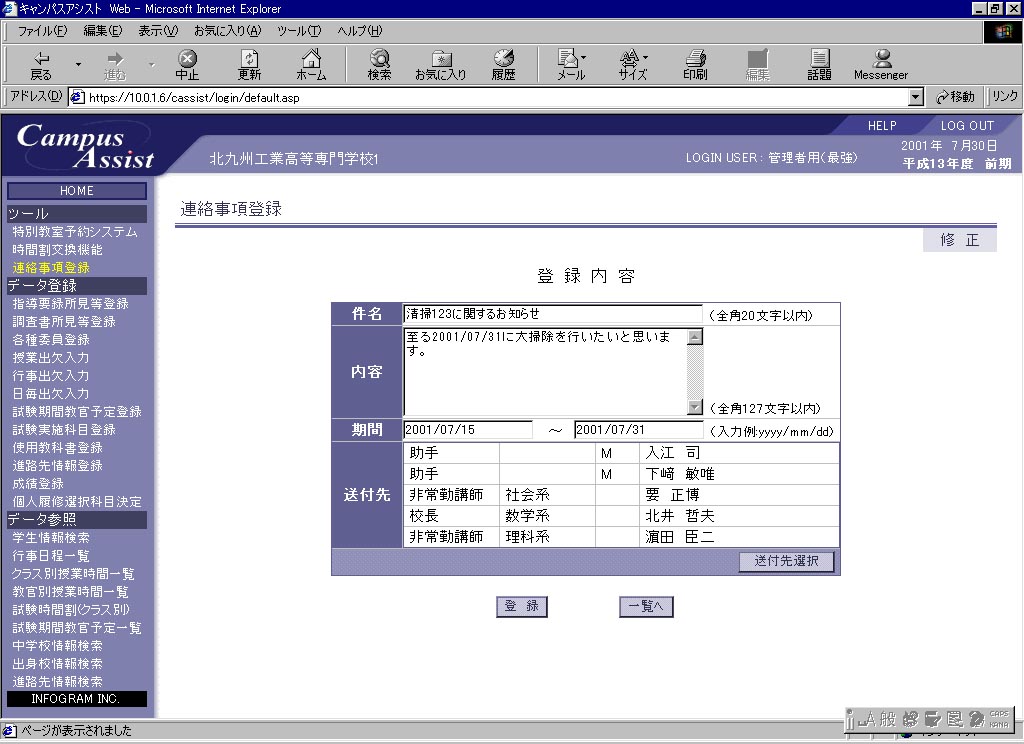 キャンパスアシスト Web - Microsoft Internet Explorer
ファイル(F) 編集(E) 表示(V) お気に入り(A) ツール(T) ヘルプ(H)
戻る 進む 中止 更新 ホーム 検索 お気に入り 履歴 メール サイズ 印刷 編集 話題 Messenger
アドレス(D) https://10.0.1.6/cassist/login/default.asp 移動 リンク
Campus Assist
HELP LOG OUT
北九州工業高等専門学校1
LOGIN USER : 管理者用(最強)
2001年 7月30日
平成13年度 前期
HOME
ツール
特別教室予約システム
時間割交換機能
連絡事項登録
データ登録
指導要録所見等登録
調査書所見等登録
各種委員登録
授業出欠入力
行事出欠入力
日毎出欠入力
試験期間教官予定登録
試験実施科目登録
使用教科書登録
進路先情報登録
成績登録
個人履修選択科目決定
データ参照
学生情報検索
行事日程一覧
クラス別授業時間一覧
教官別授業時間一覧
試験時間割(クラス別)
試験期間教官予定一覧
中学校情報検索
出身校情報検索
進路先情報検索
INFOGRAM INC.
連絡事項登録
修 正
登 録 内 容
件名 清掃123に関するお知らせ (全角20文字以内)
内容 至る2001/07/31に大掃除を行いたいと思いま
す。
(全角127文字以内)
期間 2001/07/15 ～ 2001/07/31 (入力例:yyyy/mm/dd)
送付先
助手 M 入江 司
助手 M 下﨑 敏唯
非常勤講師 社会系 要 正博
校長 数学系 北井 哲夫
非常勤講師 理科系 濵田 臣二
送付先選択
登 録 一覧へ
ページが表示されました
A 般 CAPS
KANA